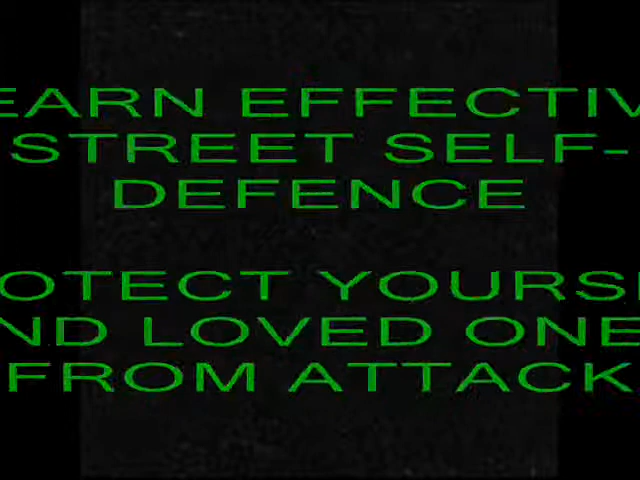 EARN EFFECTIV
STREET SELF-
DEFENCE
OTECT YOURS
ND LOVED ONE
FROM ATTACK